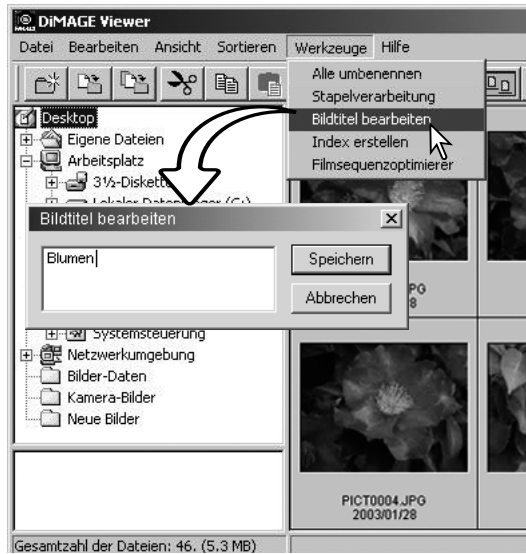 DiMAGE Viewer
Datei Bearbeiten Ansicht Sortieren Werkzeuge Hilfe
Alle umbenennen
Stapelverarbeitung
Bildtitel bearbeiten
Index erstellen
Filmsequenzoptimierer
Desktop
Eigene Dateien
Arbeitsplatz
3½-Diskette
Bildtitel bearbeiten
Blumen
Speichern
Abbrechen
PG
8
Systemsteuerung
Netzwerkumgebung
Bilder-Daten
Kamera-Bilder
Neue Bilder
PICT0004.JPG
2003/01/28
Gesamtzahl der Dateien: 46. (5.3 MB)